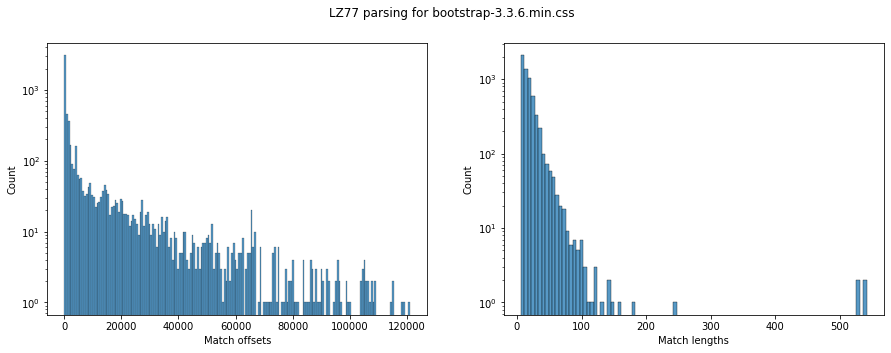 LZ77 parsing for bootstrap-3.3.6.min.css
Count
10³
10²
10¹
10⁰
0 20000 40000 60000 80000 100000 120000
Match offsets
Count
10³
10²
10¹
10⁰
0 100 200 300 400 500
Match lengths